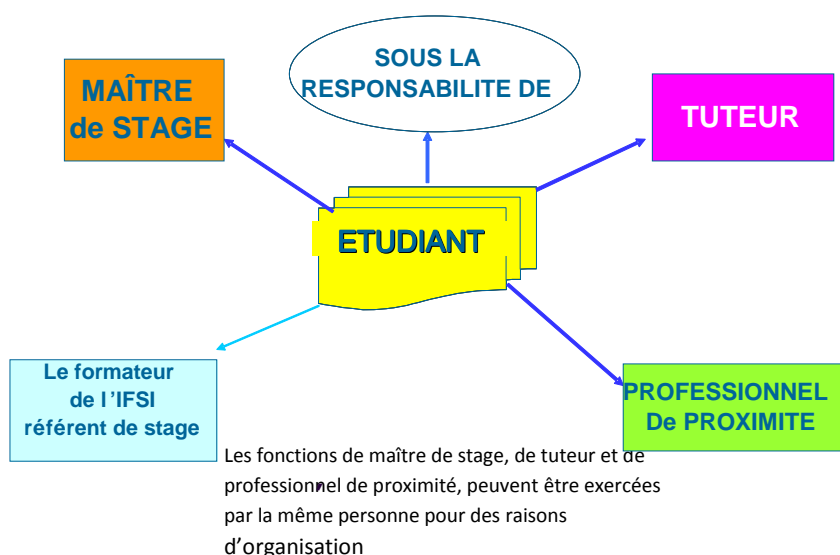 SOUS LA
RESPONSABILITE DE
MAÎTRE
de STAGE
TUTEUR
ETUDIANT
Le formateur
de l ’IFSI
référent de stage
PROFESSIONNEL
De PROXIMITE
Les fonctions de maître de stage, de tuteur et de
professionnel de proximité, peuvent être exercées
par la même personne pour des raisons
d’organisation